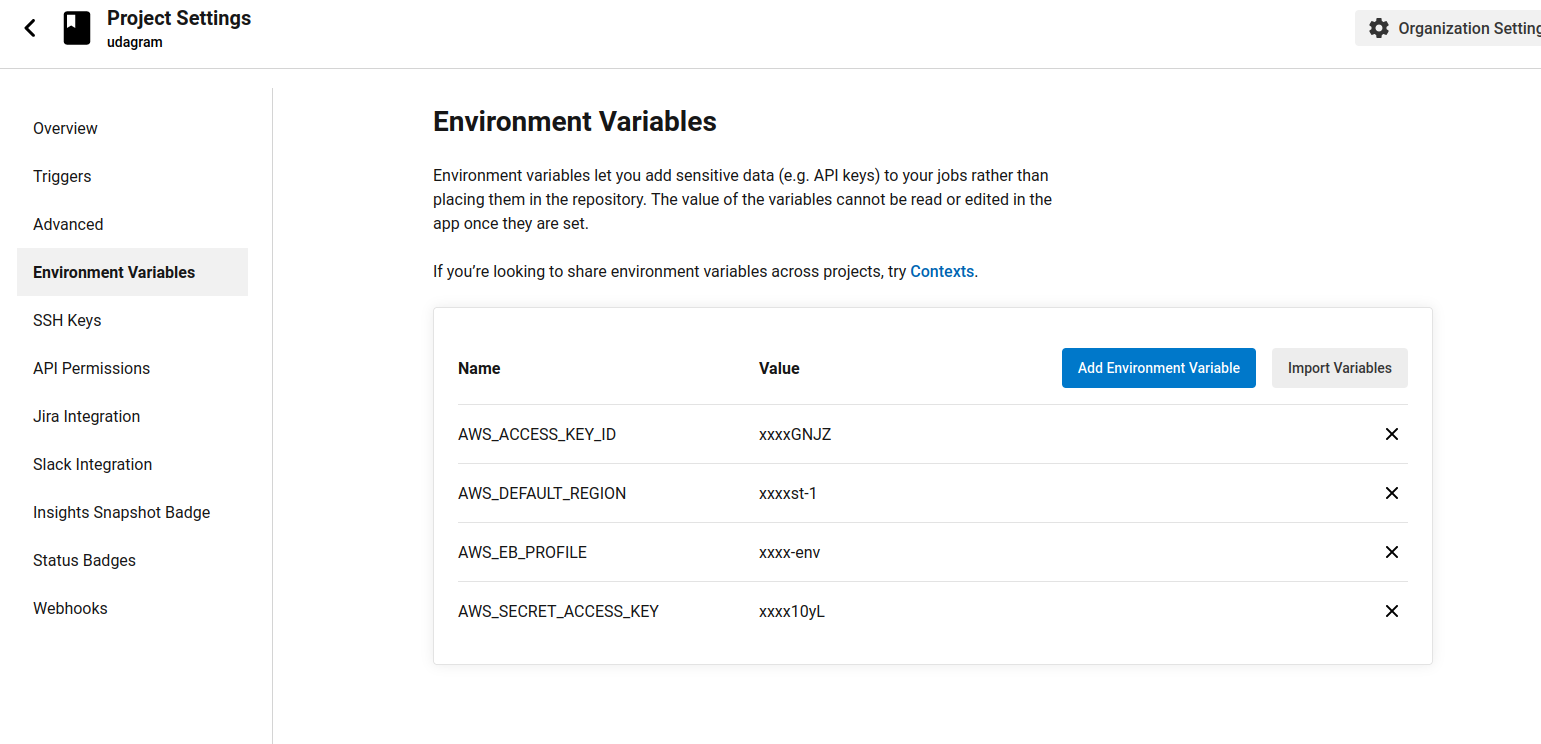 Project Settings
udagram
Organization Setting
Overview
Triggers
Advanced
Environment Variables
SSH Keys
API Permissions
Jira Integration
Slack Integration
Insights Snapshot Badge
Status Badges
Webhooks
Environment Variables
Environment variables let you add sensitive data (e.g. API keys) to your jobs rather than
placing them in the repository. The value of the variables cannot be read or edited in the
app once they are set.
If you’re looking to share environment variables across projects, try Contexts.
Name Value Add Environment Variable Import Variables
AWS_ACCESS_KEY_ID xxxxGNJZ
AWS_DEFAULT_REGION xxxxst-1
AWS_EB_PROFILE xxxx-env
AWS_SECRET_ACCESS_KEY xxxx10yL